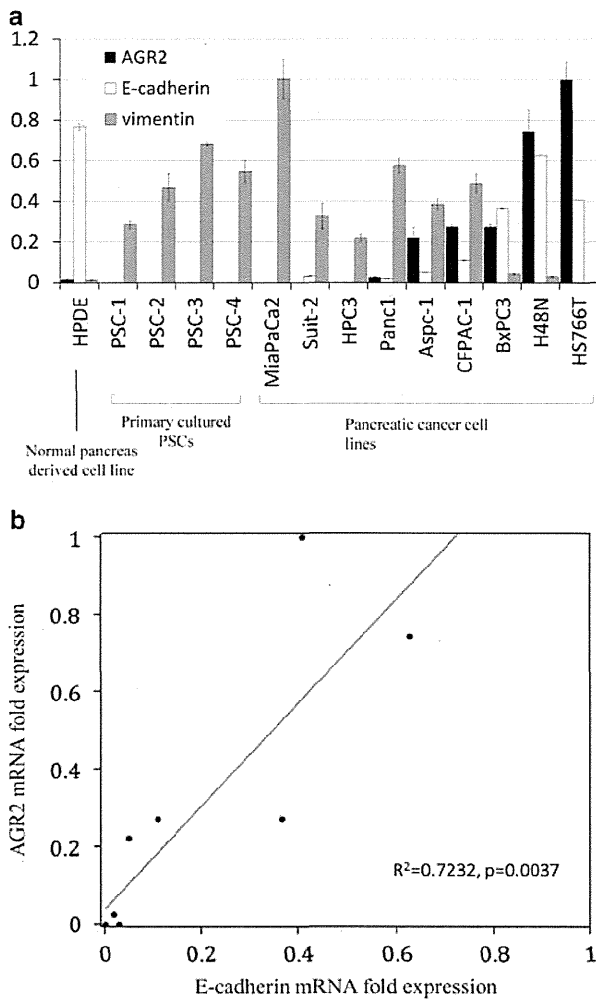 a
1.2
1
0.8
0.6
0.4
0.2
0
AGR2
E-cadherin
vimentin
HPDE
PSC-1
PSC-2
PSC-3
PSC-4
MiaPaCa2
Suit-2
HPC3
Panc1
Aspc-1
CFPAC-1
BxPC3
H48N
HS766T
Normal pancreas
derived cell line
Primary cultured
PSCs
Pancreatic cancer cell
lines
b
AGR2 mRNA fold expression
1
0.8
0.6
0.4
0.2
0
R²=0.7232, p=0.0037
0 0.2 0.4 0.6 0.8 1
E-cadherin mRNA fold expression